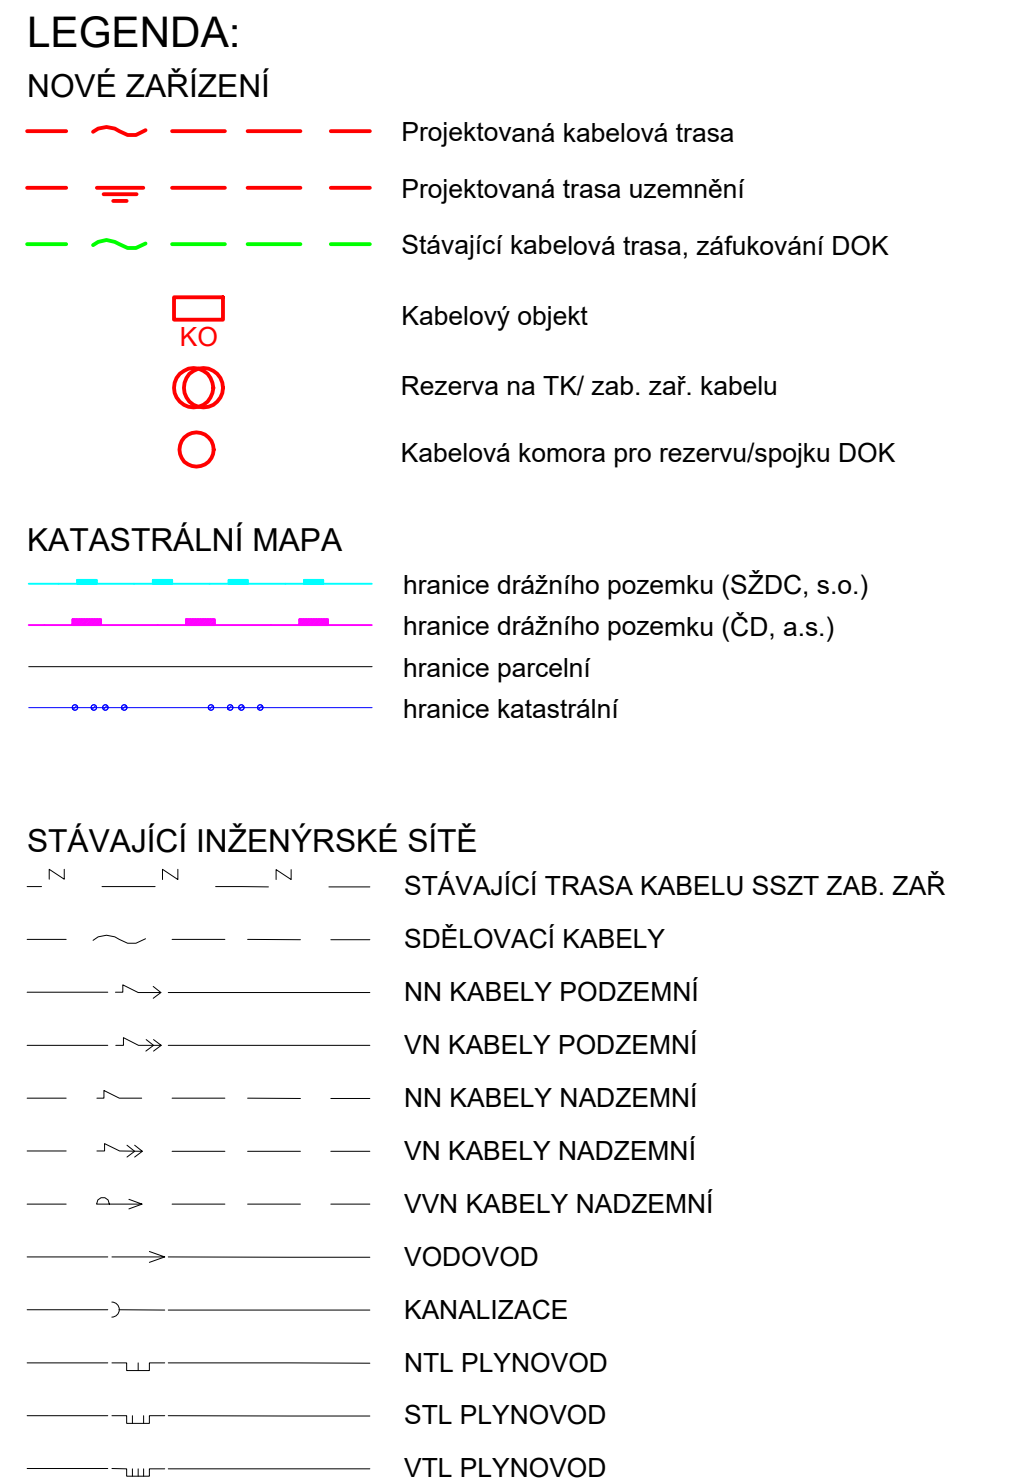 LEGENDA:
NOVÉ ZAŘÍZENÍ
Projektovaná kabelová trasa
Projektovaná trasa uzemnění
Stávající kabelová trasa, záfukování DOK
Kabelový objekt
KO
Rezerva na TK/ zab. zař. kabelu
Kabelová komora pro rezervu/spojku DOK
KATASTRÁLNÍ MAPA
hranice drážního pozemku (SŽDC, s.o.)
hranice drážního pozemku (ČD, a.s.)
hranice parcelní
hranice katastrální
STÁVAJÍCÍ INŽENÝRSKÉ SÍTĚ
STÁVAJÍCÍ TRASA KABELU SSZT ZAB. ZAŘ
SDĚLOVACÍ KABELY
NN KABELY PODZEMNÍ
VN KABELY PODZEMNÍ
NN KABELY NADZEMNÍ
VN KABELY NADZEMNÍ
VVN KABELY NADZEMNÍ
VODOVOD
KANALIZACE
NTL PLYNOVOD
STL PLYNOVOD
VTL PLYNOVOD